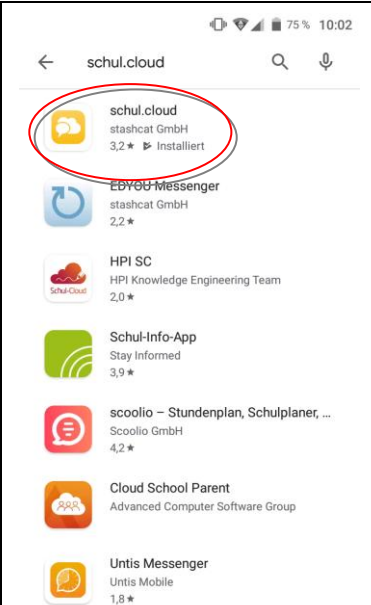 75 % 10:02
schul.cloud
schul.cloud
stashcat GmbH
3,2 ★ Installiert
EDYOU Messenger
stashcat GmbH
2,2 ★
HPI SC
HPI Knowledge Engineering Team
Schul-Cloud
2,0 ★
Schul-Info-App
Stay Informed
3,9 ★
scoolio – Stundenplan, Schulplaner, ...
Scoolio GmbH
4,2 ★
Cloud School Parent
Advanced Computer Software Group
Untis Messenger
Untis Mobile
1,8 ★